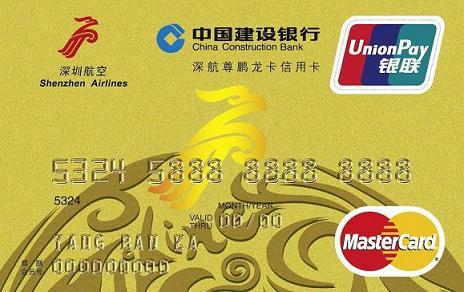 深圳航空
Shenzhen Airlines
中国建设银行
China Construction Bank
深航尊鹏龙卡信用卡
UnionPay
银联
5324 5888 8888 8888
5324
MONTH/YEAR
VALID THRU 00/00
TANG BAN KA
000000000
MasterCard